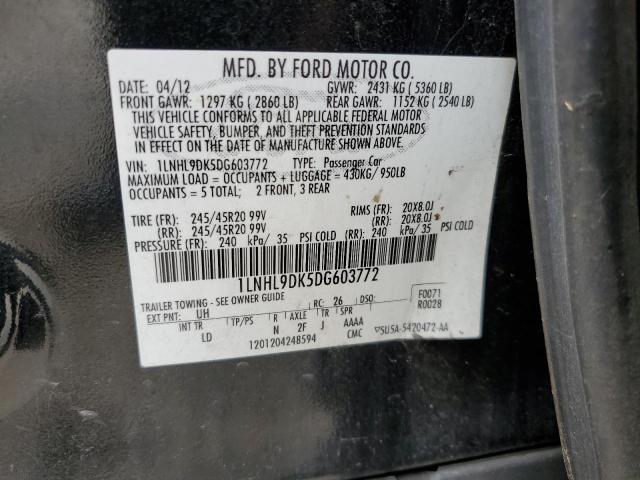 MFD. BY FORD MOTOR CO.
DATE: 04/12 GVWR: 2431 KG ( 5360 LB)
FRONT GAWR: 1297 KG ( 2860 LB) REAR GAWR: 1152 KG ( 2540 LB)
THIS VEHICLE CONFORMS TO ALL APPLICABLE FEDERAL MOTOR
VEHICLE SAFETY, BUMPER, AND THEFT PREVENTION STANDARDS
IN EFFECT ON THE DATE OF MANUFACTURE SHOWN ABOVE.
VIN: 1LNHL9DK5DG603772 TYPE: Passenger Car
MAXIMUM LOAD = OCCUPANTS + LUGGAGE = 430KG/ 950LB
OCCUPANTS = 5 TOTAL; 2 FRONT, 3 REAR
TIRE (FR): 245/45R20 99V RIMS (FR): 20X8.0J
(RR): 245/45R20 99V (RR): 20X8.0J
PRESSURE (FR): 240 kPa/ 35 PSI COLD (RR): 240 kPa/ 35 PSI COLD
1LNHL9DK5DG603772
TRAILER TOWING - SEE OWNER GUIDE
EXT PNT: UH RC: 26 DSO: F0071
R0028
INT TR TP/PS R AXLE TR SPR
LD N 2F J AAAA
1201204248594 CMC 5U5A-5420472-AA